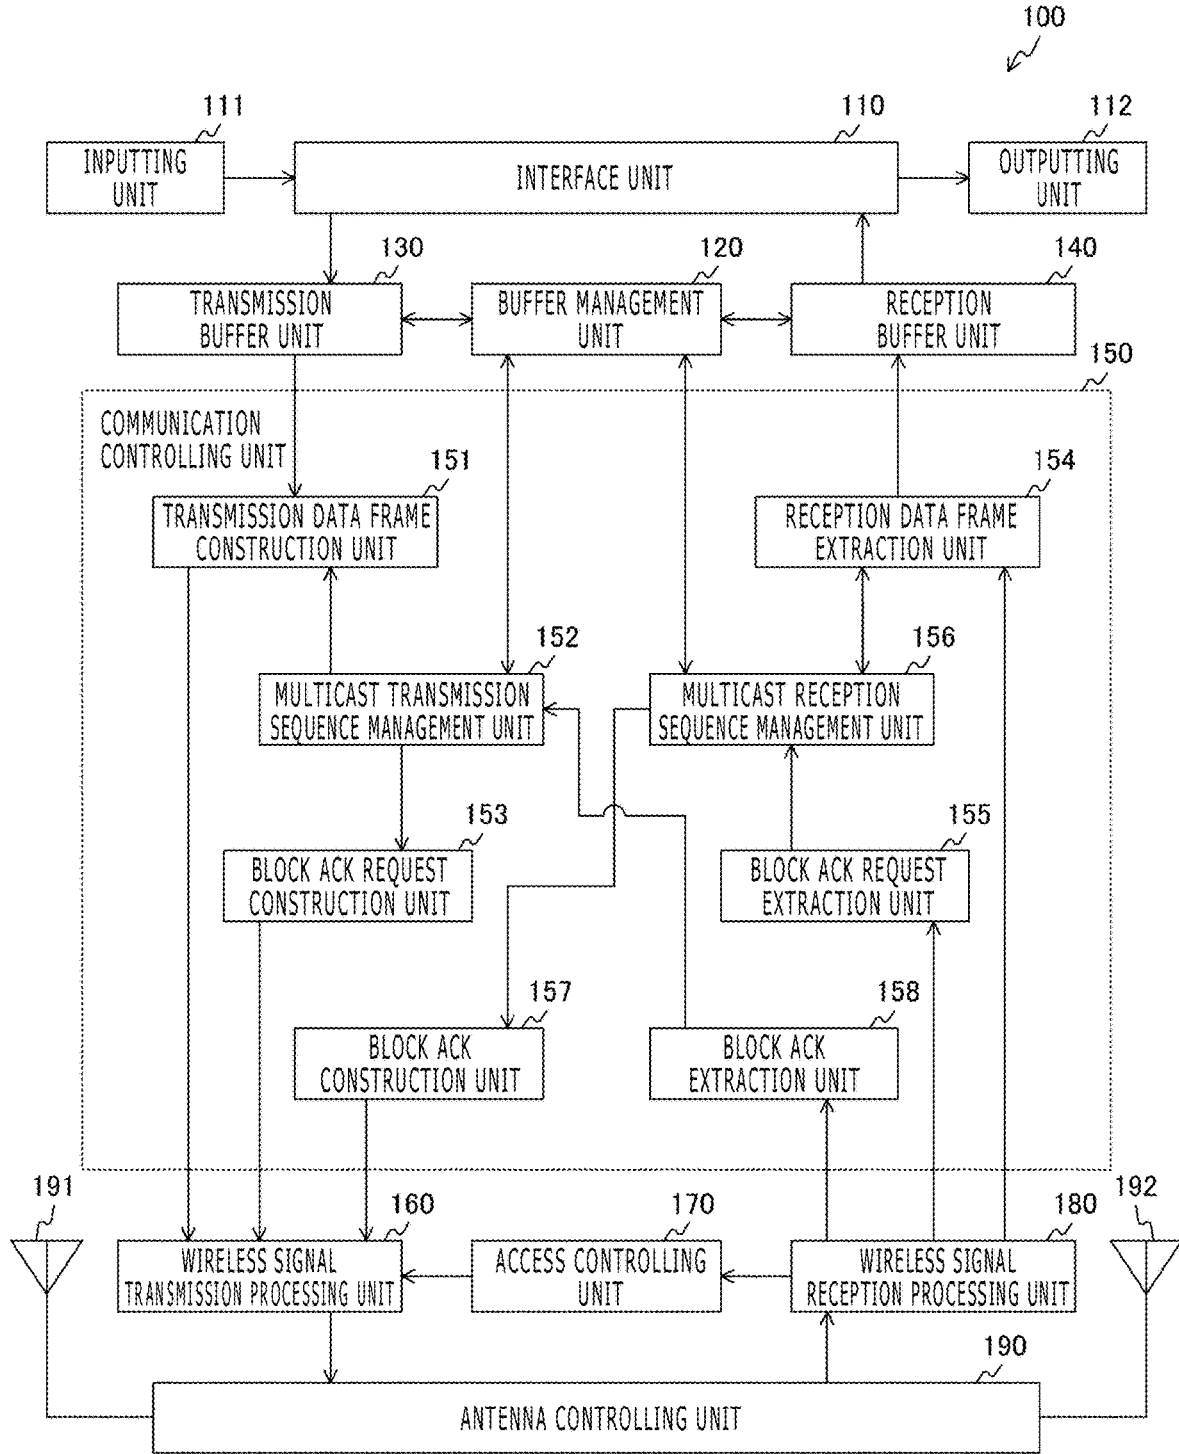 100
111
110
112
INPUTTING
UNIT
INTERFACE UNIT
OUTPUTTING
UNIT
130
120
140
TRANSMISSION
BUFFER UNIT
BUFFER MANAGEMENT
UNIT
RECEPTION
BUFFER UNIT
150
COMMUNICATION
CONTROLLING UNIT
151
154
TRANSMISSION DATA FRAME
CONSTRUCTION UNIT
RECEPTION DATA FRAME
EXTRACTION UNIT
152
156
MULTICAST TRANSMISSION
SEQUENCE MANAGEMENT UNIT
MULTICAST RECEPTION
SEQUENCE MANAGEMENT UNIT
153
155
BLOCK ACK REQUEST
CONSTRUCTION UNIT
BLOCK ACK REQUEST
EXTRACTION UNIT
157
158
BLOCK ACK
CONSTRUCTION UNIT
BLOCK ACK
EXTRACTION UNIT
191
160
170
180
192
WIRELESS SIGNAL
TRANSMISSION PROCESSING UNIT
ACCESS CONTROLLING
UNIT
WIRELESS SIGNAL
RECEPTION PROCESSING UNIT
190
ANTENNA CONTROLLING UNIT